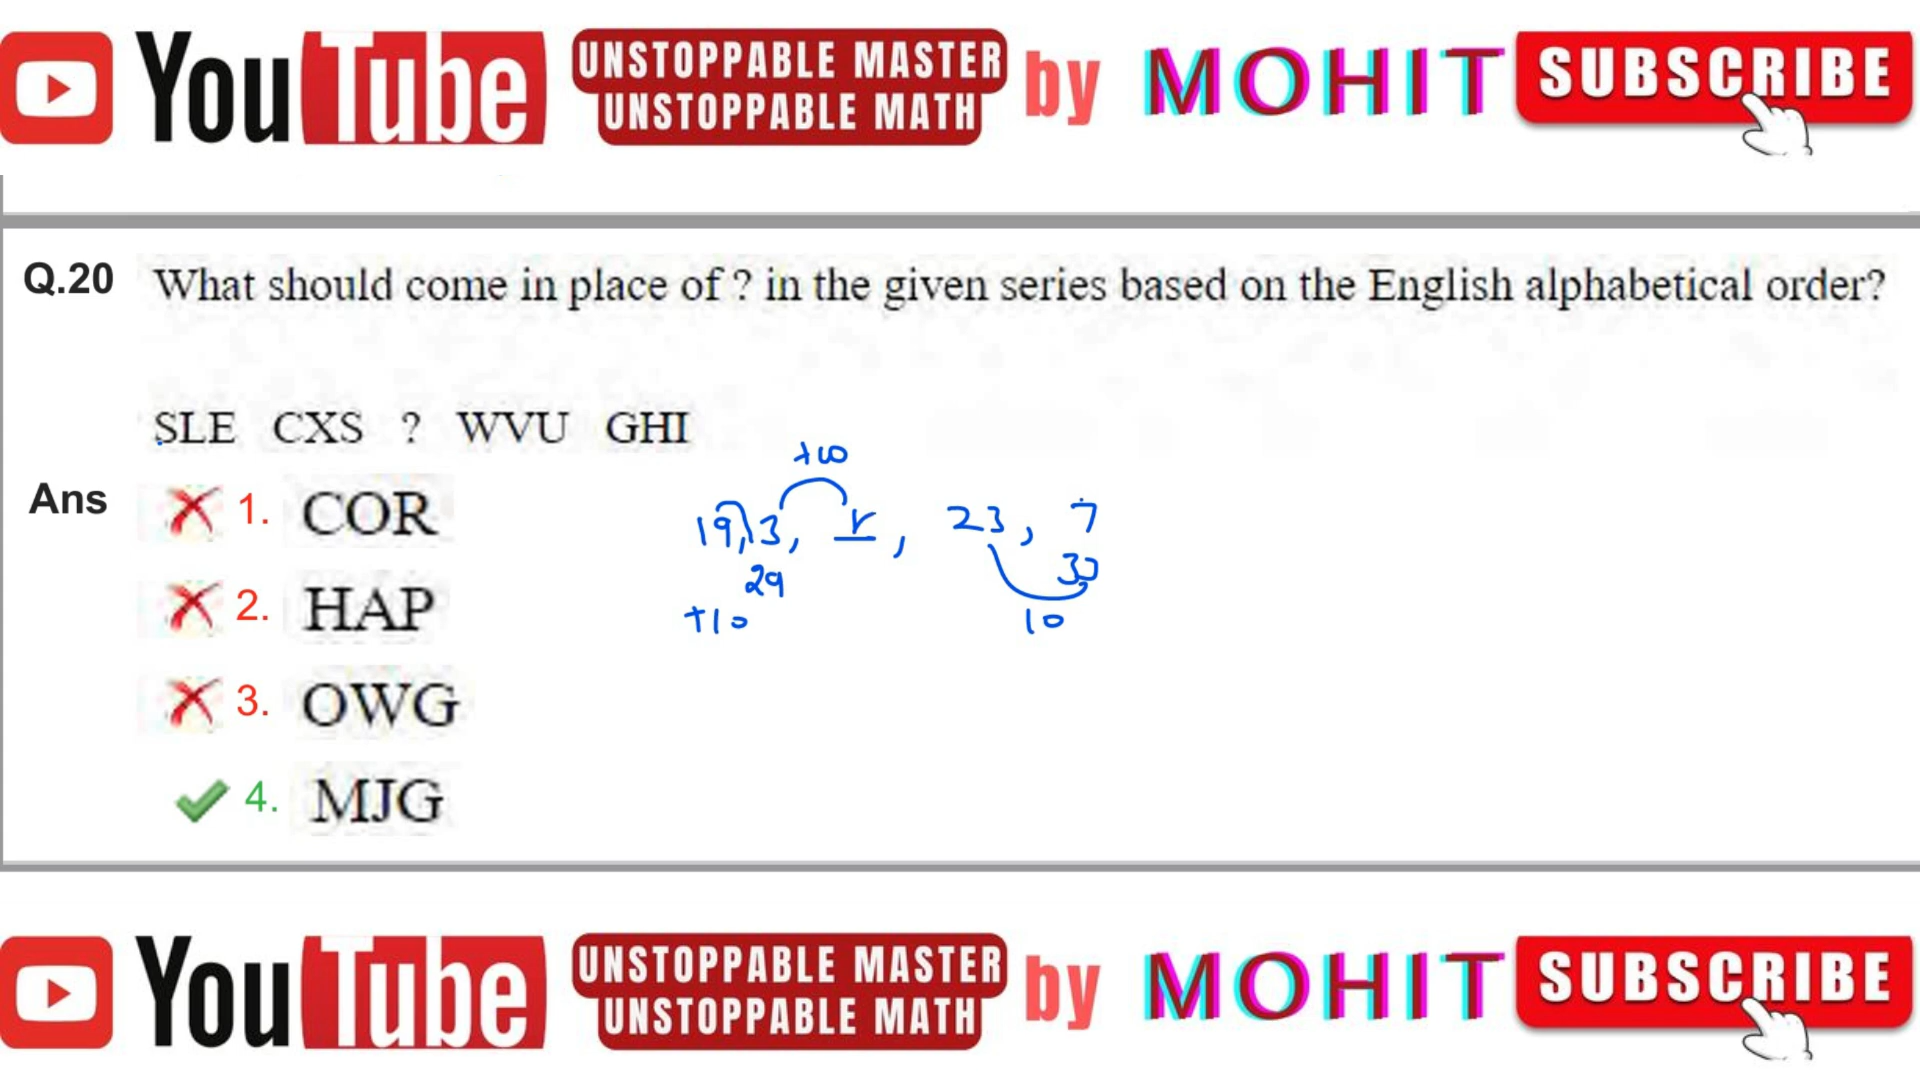 YouTube UNSTOPPABLE MASTER by MOHIT SUBSCRIBE
UNSTOPPABLE MATH
Q.20 What should come in place of ? in the given series based on the English alphabetical order?
SLE CXS ? WVU GHI
+10
Ans 1. COR
19, 3, r, 23, 7
29 33
2. HAP
+10 10
3. OWG
4. MJG
YouTube UNSTOPPABLE MASTER by MOHIT SUBSCRIBE
UNSTOPPABLE MATH